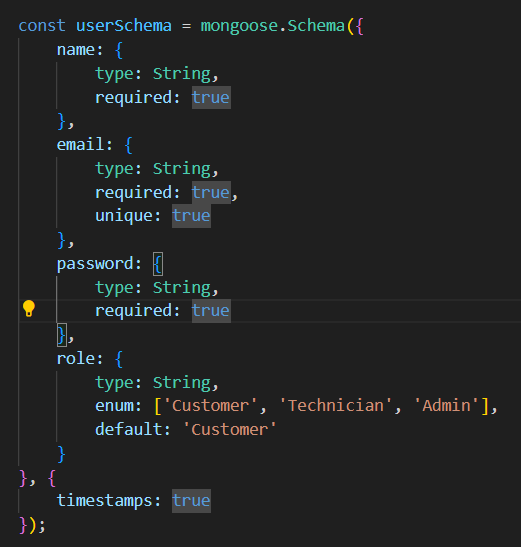 const userSchema = mongoose.Schema({
    name: {
        type: String,
        required: true
    },
    email: {
        type: String,
        required: true,
        unique: true
    },
    password: {
        type: String,
        required: true
    },
    role: {
        type: String,
        enum: ['Customer', 'Technician', 'Admin'],
        default: 'Customer'
    }
}, {
    timestamps: true
});